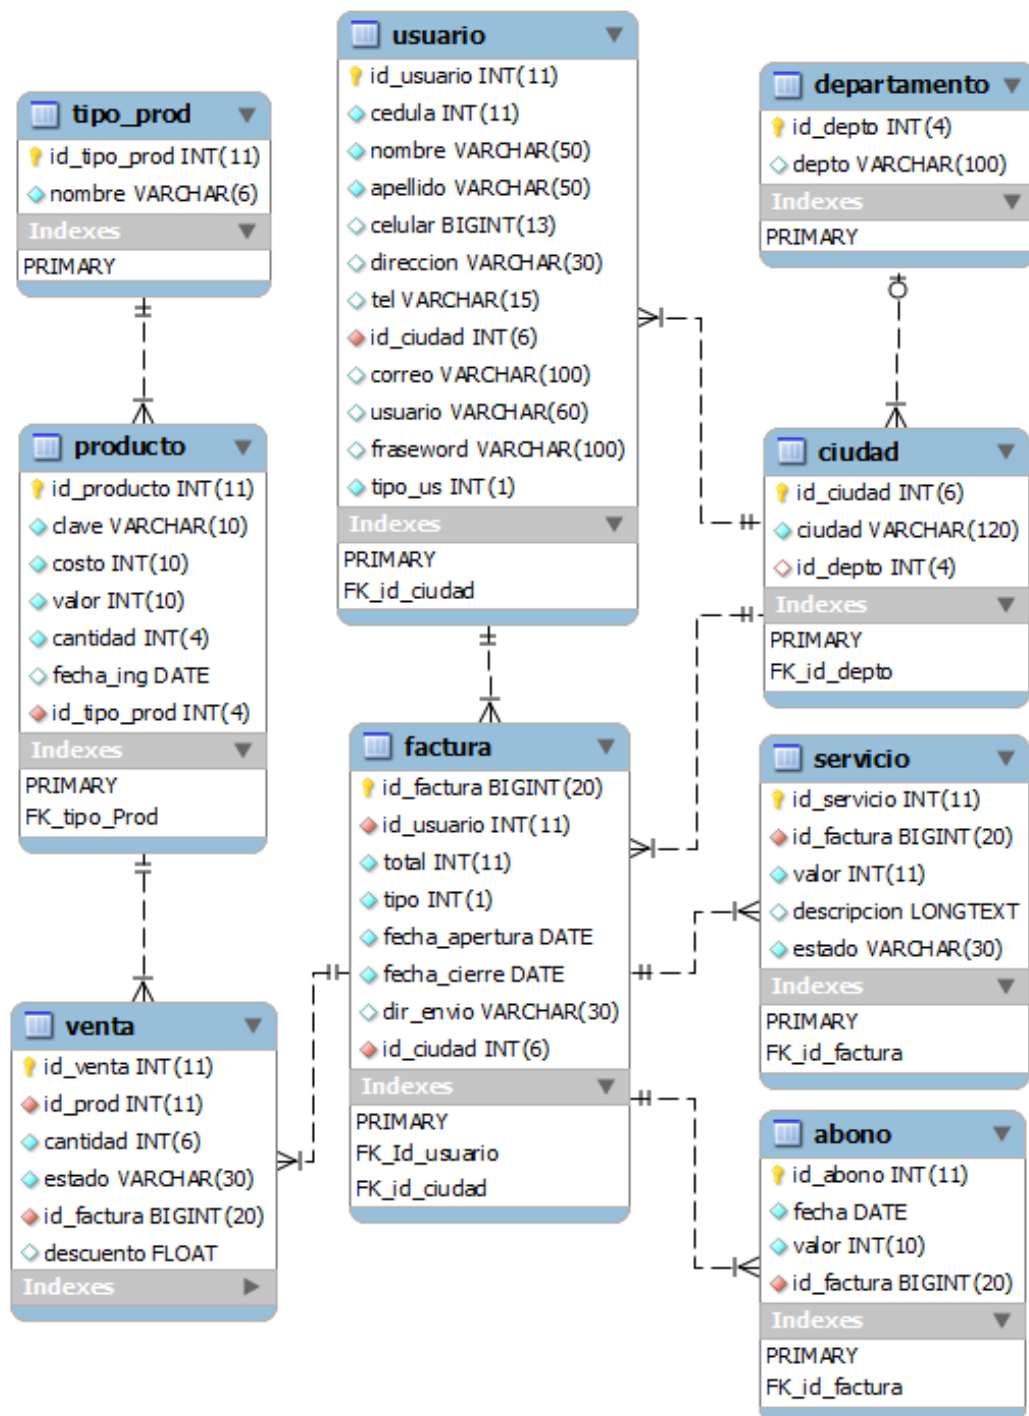 tipo_prod
id_tipo_prod INT(11)
nombre VARCHAR(6)
Indexes
PRIMARY
usuario
id_usuario INT(11)
cedula INT(11)
nombre VARCHAR(50)
apellido VARCHAR(50)
celular BIGINT(13)
direccion VARCHAR(30)
tel VARCHAR(15)
id_ciudad INT(6)
correo VARCHAR(100)
usuario VARCHAR(60)
fraseword VARCHAR(100)
tipo_us INT(1)
Indexes
PRIMARY
FK_id_ciudad
departamento
id_depto INT(4)
depto VARCHAR(100)
Indexes
PRIMARY
producto
id_producto INT(11)
clave VARCHAR(10)
costo INT(10)
valor INT(10)
cantidad INT(4)
fecha_ing DATE
id_tipo_prod INT(4)
Indexes
PRIMARY
FK_tipo_Prod
ciudad
id_ciudad INT(6)
ciudad VARCHAR(120)
id_depto INT(4)
Indexes
PRIMARY
FK_id_depto
factura
id_factura BIGINT(20)
id_usuario INT(11)
total INT(11)
tipo INT(1)
fecha_apertura DATE
fecha_cierre DATE
dir_envio VARCHAR(30)
id_ciudad INT(6)
Indexes
PRIMARY
FK_Id_usuario
FK_id_ciudad
servicio
id_servicio INT(11)
id_factura BIGINT(20)
valor INT(11)
descripcion LONGTEXT
estado VARCHAR(30)
Indexes
PRIMARY
FK_id_factura
venta
id_venta INT(11)
id_prod INT(11)
cantidad INT(6)
estado VARCHAR(30)
id_factura BIGINT(20)
descuento FLOAT
Indexes
abono
id_abono INT(11)
fecha DATE
valor INT(10)
id_factura BIGINT(20)
Indexes
PRIMARY
FK_id_factura